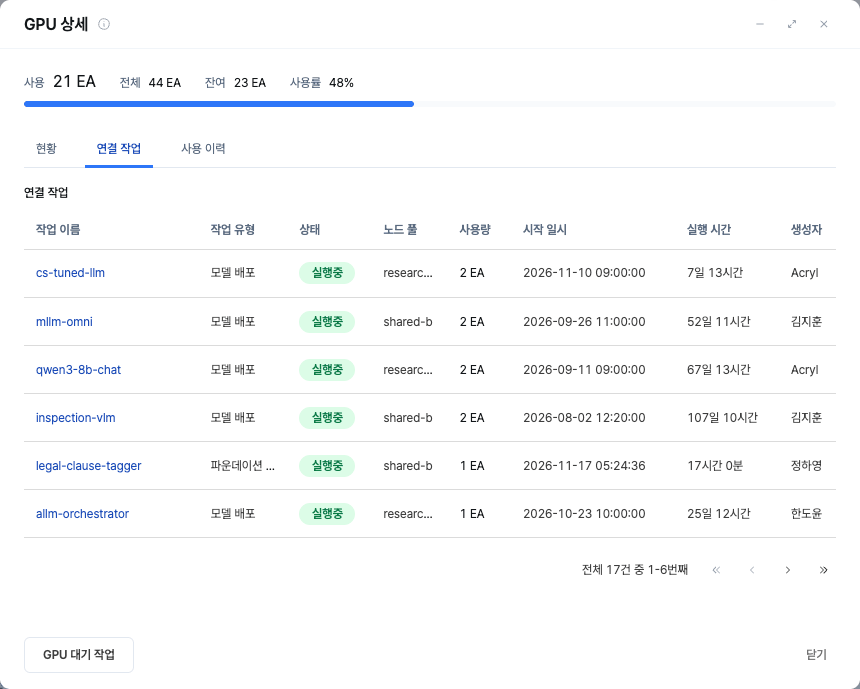 GPU 상세
사용 21 EA 전체 44 EA 잔여 23 EA 사용률 48%
현황 연결 작업 사용 이력
연결 작업
작업 이름 작업 유형 상태 노드 풀 사용량 시작 일시 실행 시간 생성자
cs-tuned-llm 모델 배포 실행중 researc... 2 EA 2026-11-10 09:00:00 7일 13시간 Acryl
mllm-omni 모델 배포 실행중 shared-b 2 EA 2026-09-26 11:00:00 52일 11시간 김지훈
qwen3-8b-chat 모델 배포 실행중 researc... 2 EA 2026-09-11 09:00:00 67일 13시간 Acryl
inspection-vlm 모델 배포 실행중 shared-b 2 EA 2026-08-02 12:20:00 107일 10시간 김지훈
legal-clause-tagger 파운데이션 ... 실행중 shared-b 1 EA 2026-11-17 05:24:36 17시간 0분 정하영
allm-orchestrator 모델 배포 실행중 researc... 1 EA 2026-10-23 10:00:00 25일 12시간 한도윤
전체 17건 중 1-6번째
GPU 대기 작업 닫기